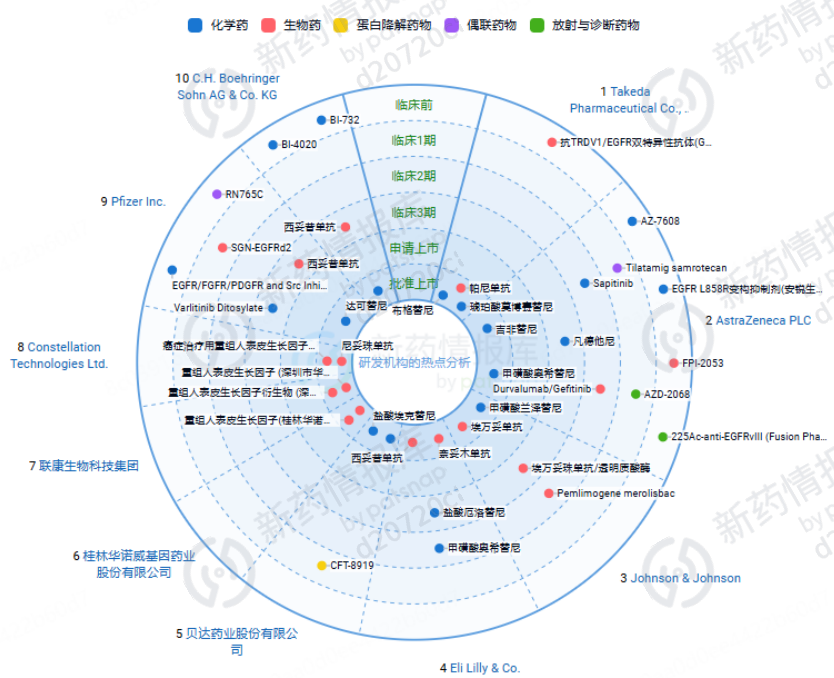 化学药
生物药
蛋白降解药物
偶联药物
放射与诊断药物
临床前
临床1期
临床2期
临床3期
申请上市
批准上市
研发机构的热点分析
1 Takeda
Pharmaceutical Co., ..
抗TRDV1/EGFR双特异性抗体(G...
帕尼单抗
琥珀酸莫博赛替尼
布格替尼
2 AstraZeneca PLC
AZ-7608
Tilatamig samrotecan
Sapitinib
EGFR L858R变构抑制剂(安锐生...
吉非替尼
凡德他尼
FPI-2053
甲磺酸奥希替尼
Durvalumab/Gefitinib
AZD-2068
225Ac-anti-EGFRvIII (Fusion Pha...
3 Johnson & Johnson
甲磺酸兰泽替尼
埃万妥单抗
埃万妥珠单抗/透明质酸酶
Pemlimogene merolisbac
4 Eli Lilly & Co.
奈妥木单抗
西妥昔单抗
盐酸厄洛替尼
甲磺酸奥希替尼
5 贝达药业股份有限公
司
盐酸埃克替尼
CFT-8919
6 桂林华诺威基因药业
股份有限公司
重组人表皮生长因子(桂林华诺...
7 联康生物科技集团
重组人表皮生长因子衍生物 (深...
重组人表皮生长因子 (深圳市华...
8 Constellation
Technologies Ltd.
癌症治疗用重组人表皮生长因子...
尼妥珠单抗
9 Pfizer Inc.
RN765C
SGN-EGFRd2
西妥昔单抗
EGFR/FGFR/PDGFR and Src Inhi...
Varlitinib Ditosylate
达可替尼
10 C.H. Boehringer
Sohn AG & Co. KG
BI-732
BI-4020
西妥昔单抗
新药情报库
by patsnap